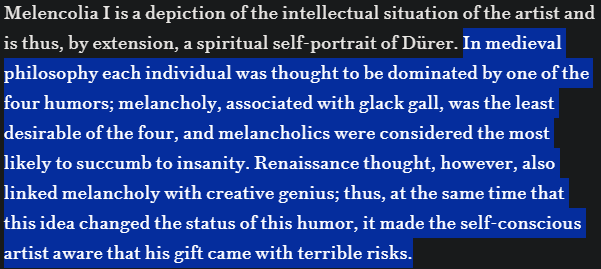 Melencolia I is a depiction of the intellectual situation of the artist and
is thus, by extension, a spiritual self-portrait of Dürer. In medieval
philosophy each individual was thought to be dominated by one of the
four humors; melancholy, associated with glack gall, was the least
desirable of the four, and melancholics were considered the most
likely to succumb to insanity. Renaissance thought, however, also
linked melancholy with creative genius; thus, at the same time that
this idea changed the status of this humor, it made the self-conscious
artist aware that his gift came with terrible risks.